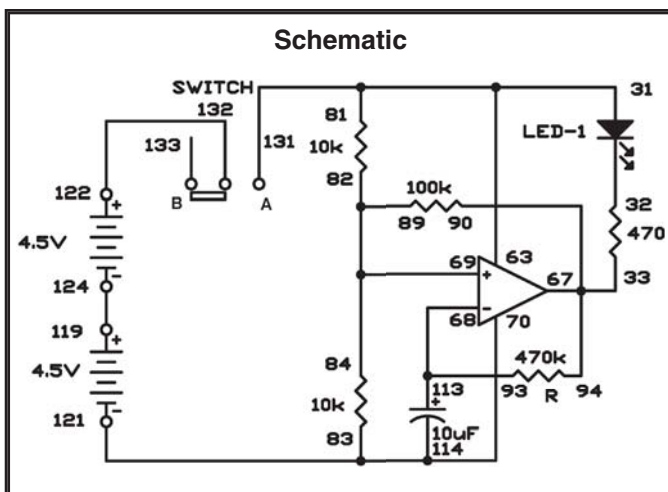 Schematic
SWITCH
132
31
81
133
131
LED-1
10k
122
B
A
82
100k
+
32
4.5V
89 90
470
-
69
63
124
+
67
33
119
-
68
70
+
84
470k
4.5V
113
93
R
94
10k
+
-
10uF
121
83
114